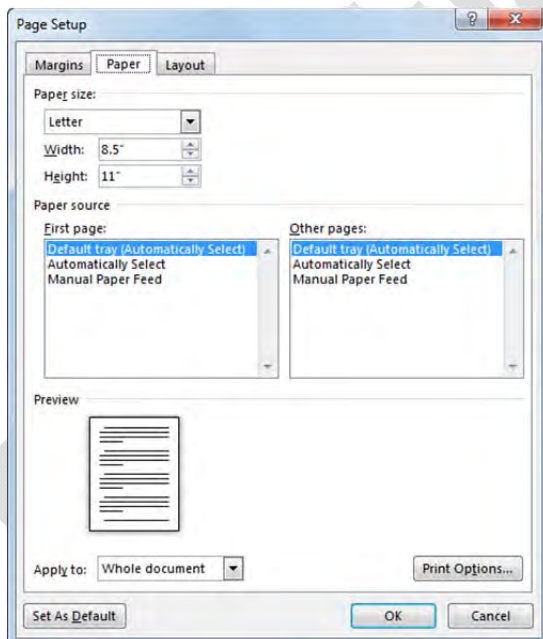 Page Setup
Margins Paper Layout
Paper size:
Letter
Width: 8.5"
Height: 11"
Paper source
First page: Other pages:
Default tray (Automatically Select) Default tray (Automatically Select)
Automatically Select Automatically Select
Manual Paper Feed Manual Paper Feed
Preview
Apply to: Whole document Print Options...
Set As Default OK Cancel